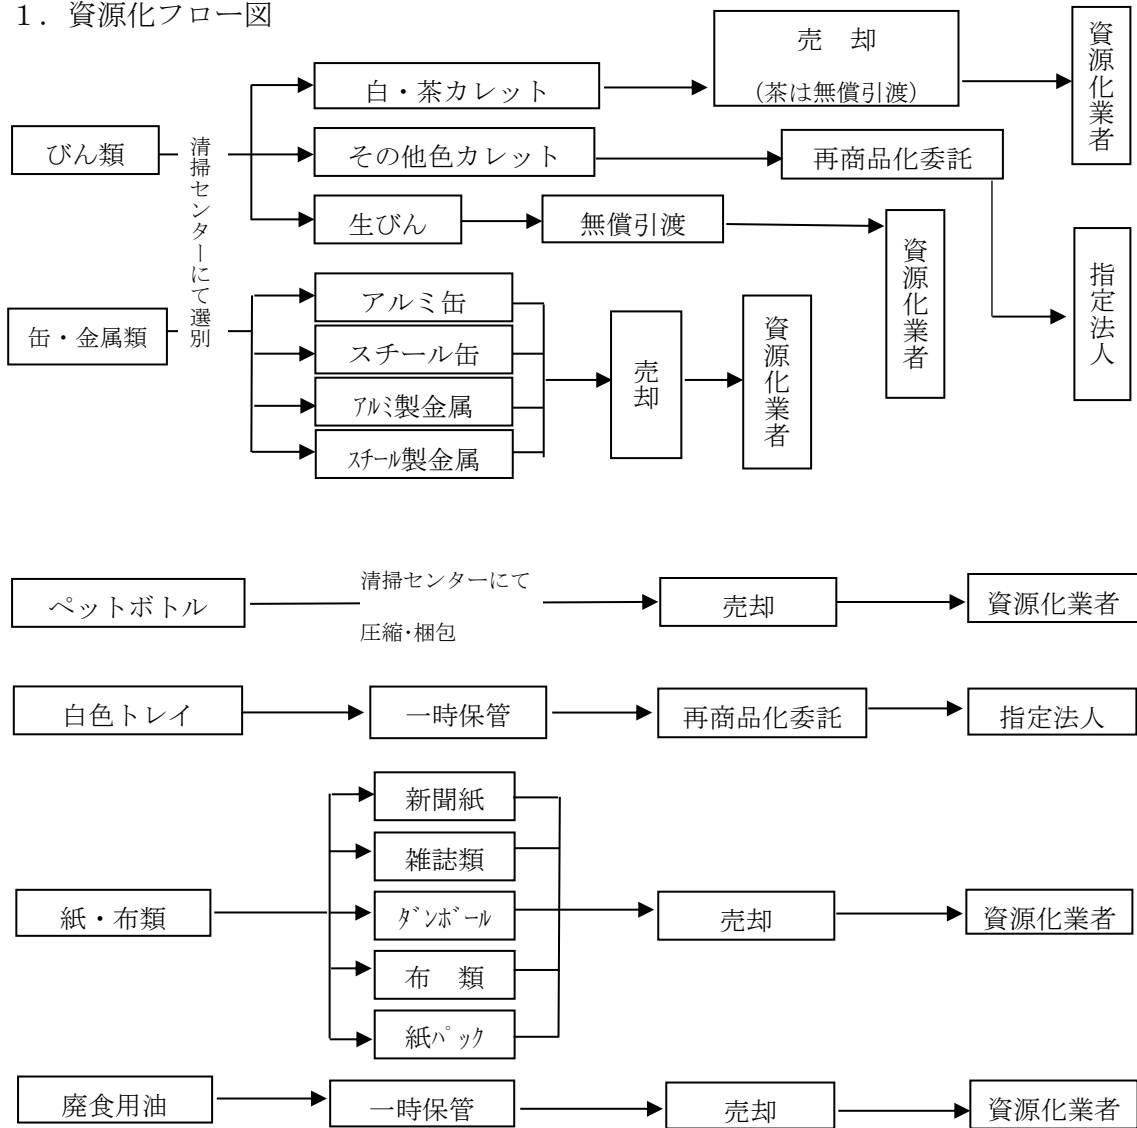 1．資源化フロー図
びん類
清掃センターにて選別
白・茶カレット
売　却
(茶は無償引渡)
資源化業者
その他色カレット
再商品化委託
指定法人
生びん
無償引渡
資源化業者
缶・金属類
アルミ缶
スチール缶
ｱﾙﾐ製金属
ｽﾁｰﾙ製金属
売却
資源化業者
ペットボトル
清掃センターにて
圧縮･梱包
売却
資源化業者
白色トレイ
一時保管
再商品化委託
指定法人
紙・布類
新聞紙
雑誌類
ﾀﾞﾝﾎﾞｰﾙ
布　類
紙ﾊﾟｯｸ
売却
資源化業者
廃食用油
一時保管
売却
資源化業者